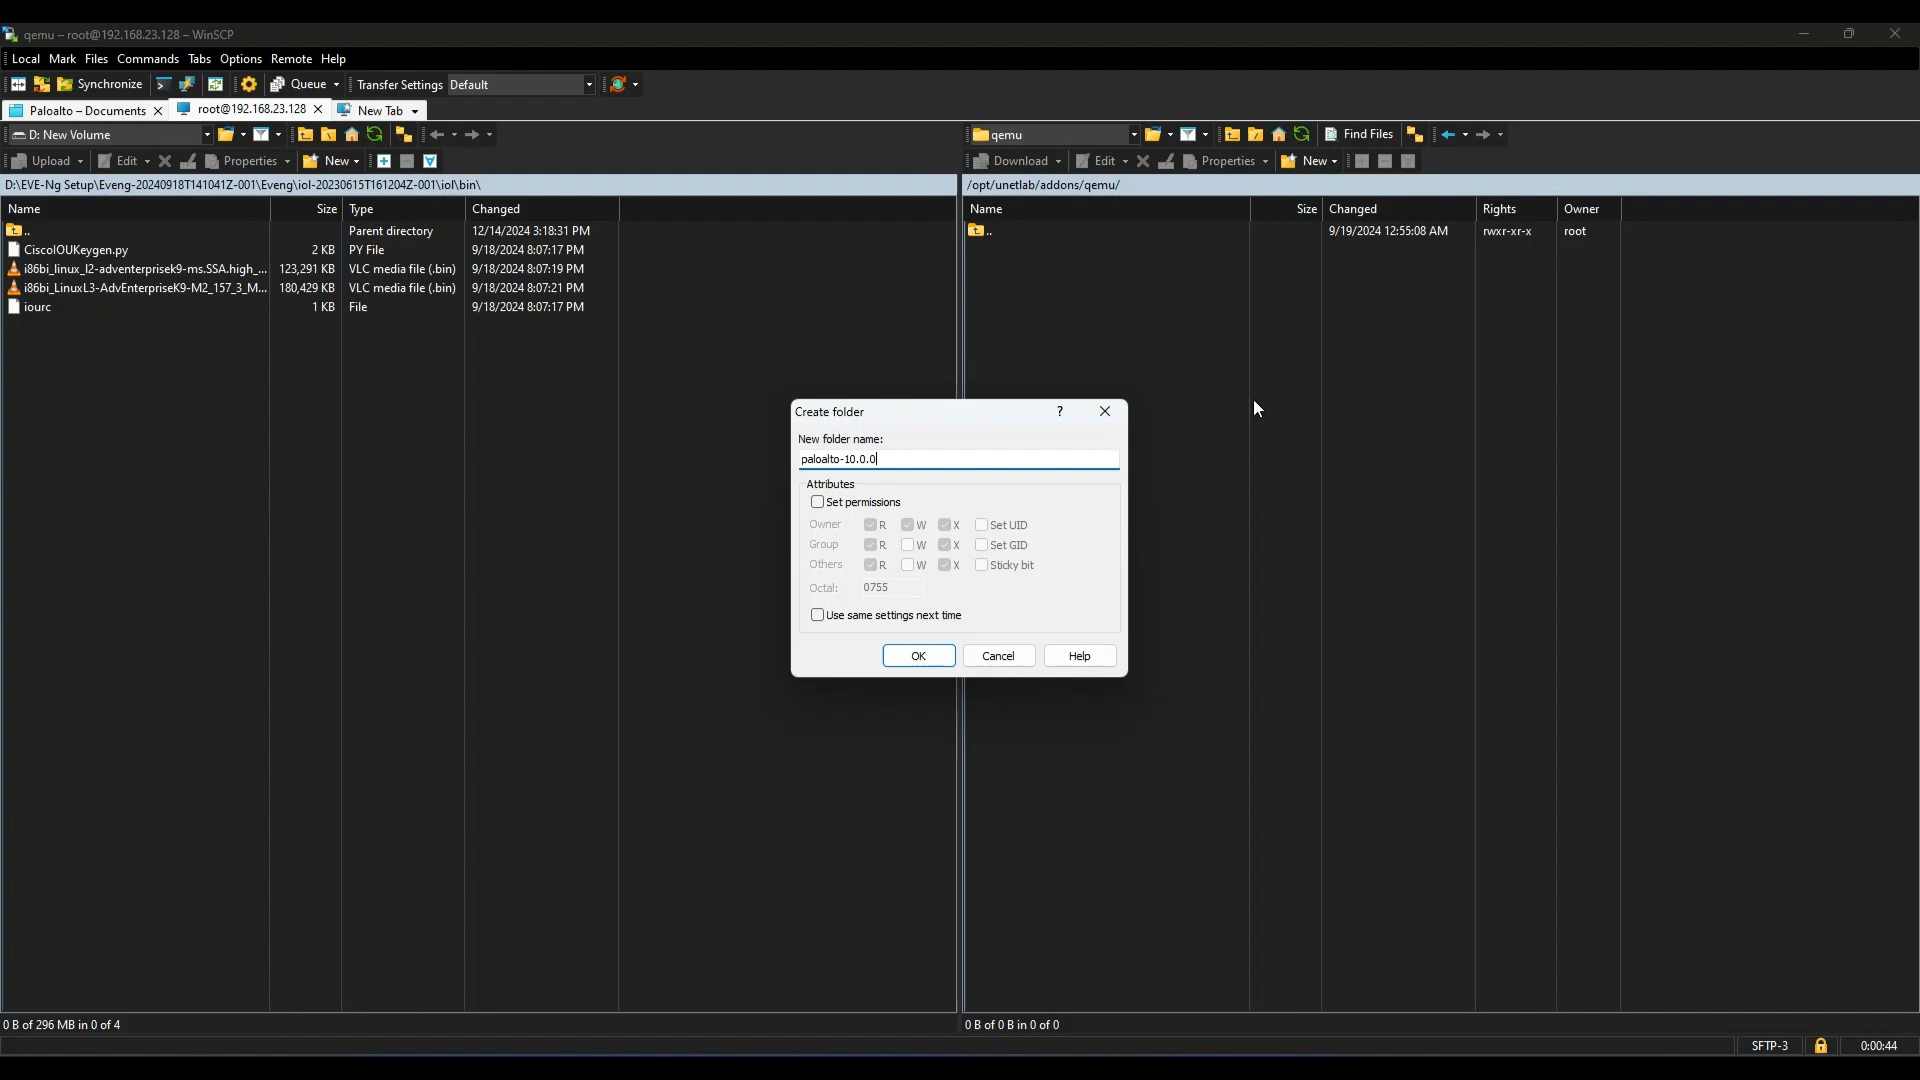 qemu – root@192.168.23.128 – WinSCP
Local Mark Files Commands Tabs Options Remote Help
Synchronize Queue Transfer Settings Default
Paloalto – Documents root@192.168.23.128 New Tab
D: New Volume
qemu Find Files
Upload Edit Properties New
Download Edit Properties New
D:\EVE-Ng Setup\Eveng-20240918T141041Z-001\Eveng\iol-20230615T161204Z-001\iol\bin\
/opt/unetlab/addons/qemu/
Name Size Type Changed
.. Parent directory 12/14/2024 3:18:31 PM
CiscoIOUKeygen.py 2 KB PY File 9/18/2024 8:07:17 PM
i86bi_linux_l2-adventerprisek9-ms.SSA.high_... 123,291 KB VLC media file (.bin) 9/18/2024 8:07:19 PM
i86bi_LinuxL3-AdvEnterpriseK9-M2_157_3_M... 180,429 KB VLC media file (.bin) 9/18/2024 8:07:21 PM
iourc 1 KB File 9/18/2024 8:07:17 PM
Name Size Changed Rights Owner
.. 9/19/2024 12:55:08 AM rwxr-xr-x root
Create folder ?
New folder name:
paloalto-10.0.0
Attributes
Set permissions
Owner R W X Set UID
Group R W X Set GID
Others R W X Sticky bit
Octal: 0755
Use same settings next time
OK Cancel Help
0 B of 296 MB in 0 of 4
0 B of 0 B in 0 of 0
SFTP-3 0:00:44